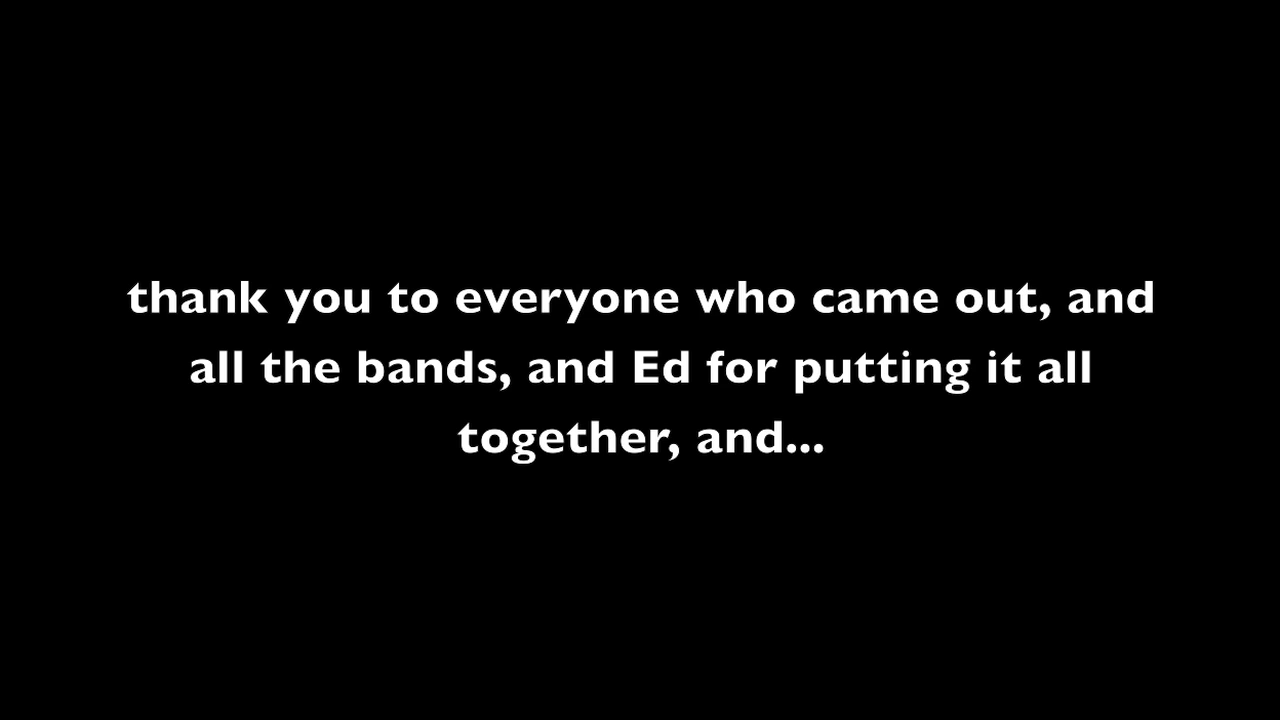 thank you to everyone who came out, and
all the bands, and Ed for putting it all
together, and...